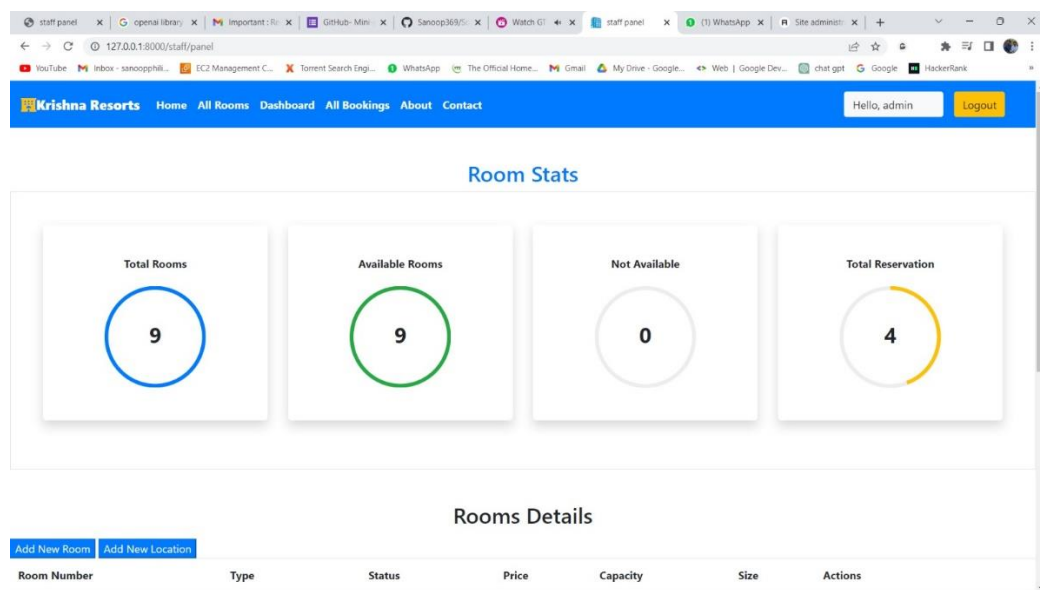 staff panel
openai library
Important : Re
GitHub- Mini
Sanoop369/S
Watch GT
staff panel
(1) WhatsApp
Site administ
127.0.0.1:8000/staff/panel
YouTube Inbox - sanoopphili... EC2 Management C... Torrent Search Engi... WhatsApp The Official Home... Gmail My Drive - Google... Web | Google Dev... chat gpt Google HackerRank
Krishna Resorts Home All Rooms Dashboard All Bookings About Contact Hello, admin Logout
Room Stats
Total Rooms Available Rooms Not Available Total Reservation
9 9 0 4
Rooms Details
Add New Room Add New Location
Room Number Type Status Price Capacity Size Actions